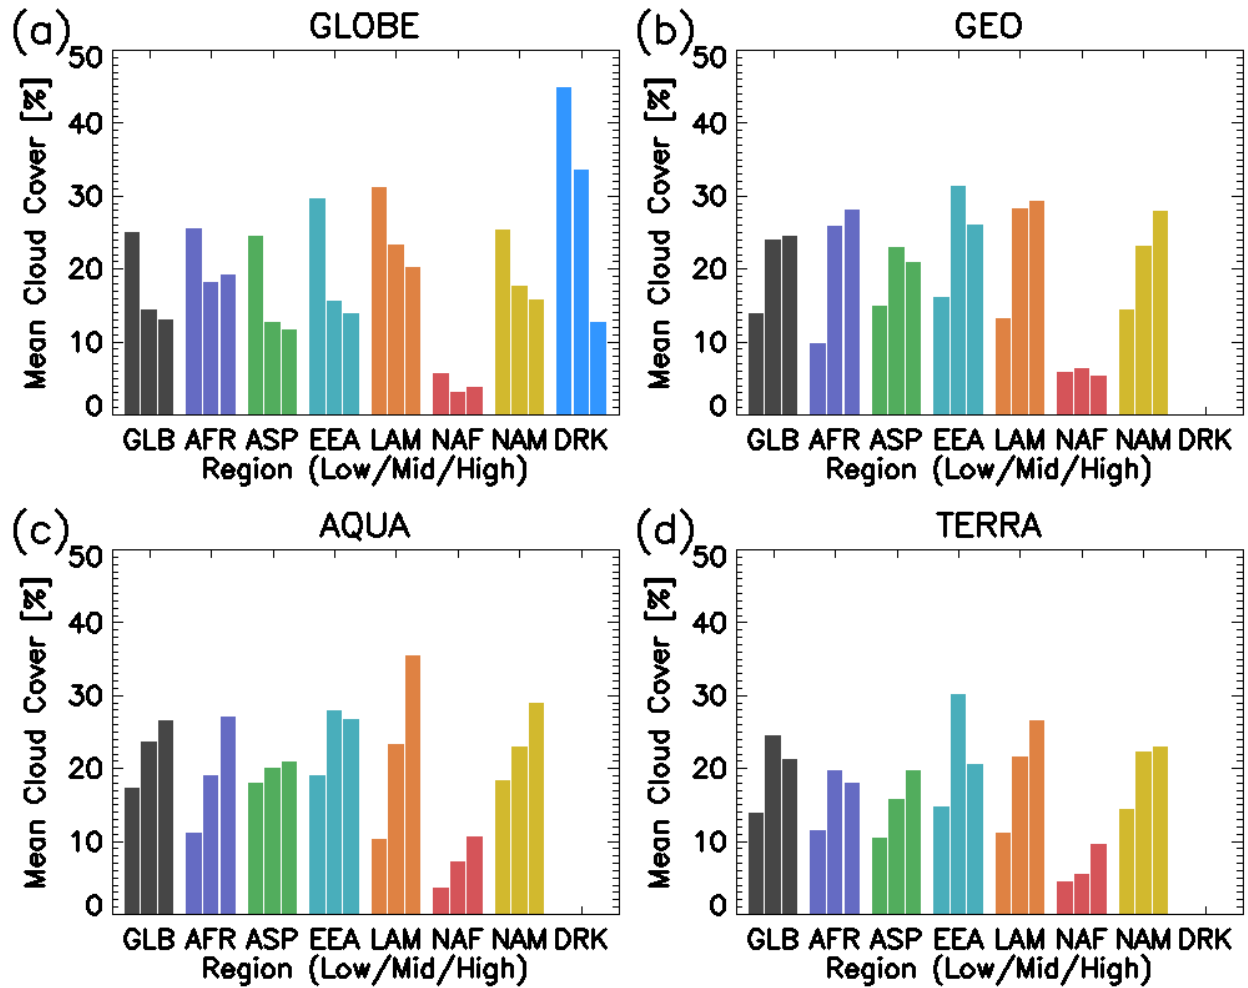 (a)
GLOBE
50
40
30
20
10
0
Mean Cloud Cover [%]
GLB AFR ASP EEA LAM NAF NAM DRK
Region (Low/Mid/High)
(b)
GEO
50
40
30
20
10
0
Mean Cloud Cover [%]
GLB AFR ASP EEA LAM NAF NAM DRK
Region (Low/Mid/High)
(c)
AQUA
50
40
30
20
10
0
Mean Cloud Cover [%]
GLB AFR ASP EEA LAM NAF NAM DRK
Region (Low/Mid/High)
(d)
TERRA
50
40
30
20
10
0
Mean Cloud Cover [%]
GLB AFR ASP EEA LAM NAF NAM DRK
Region (Low/Mid/High)